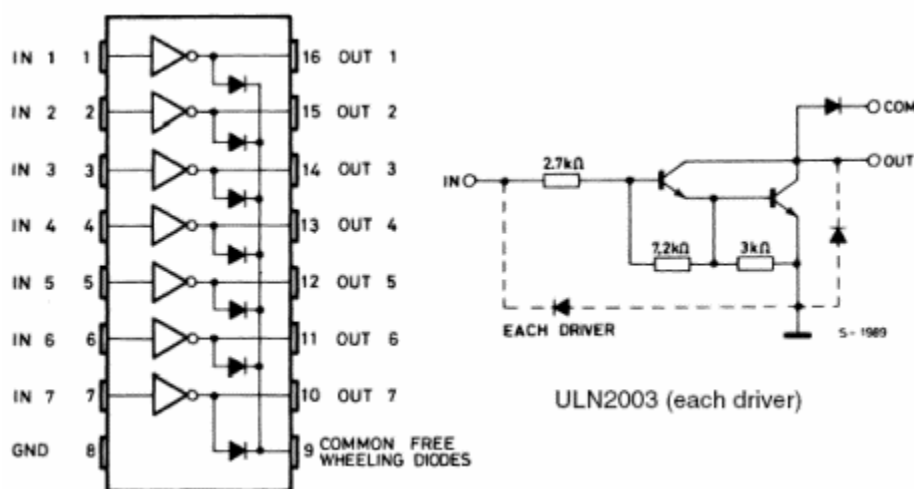 IN 1 1 16 OUT 1
IN 2 2 15 OUT 2
IN 3 3 14 OUT 3
IN 4 4 13 OUT 4
IN 5 5 12 OUT 5
IN 6 6 11 OUT 6
IN 7 7 10 OUT 7
GND 8 9 COMMON FREE
WHEELING DIODES
COM
OUT
2.7kΩ
IN
7.2kΩ 3kΩ
EACH DRIVER
S-1989
ULN2003 (each driver)